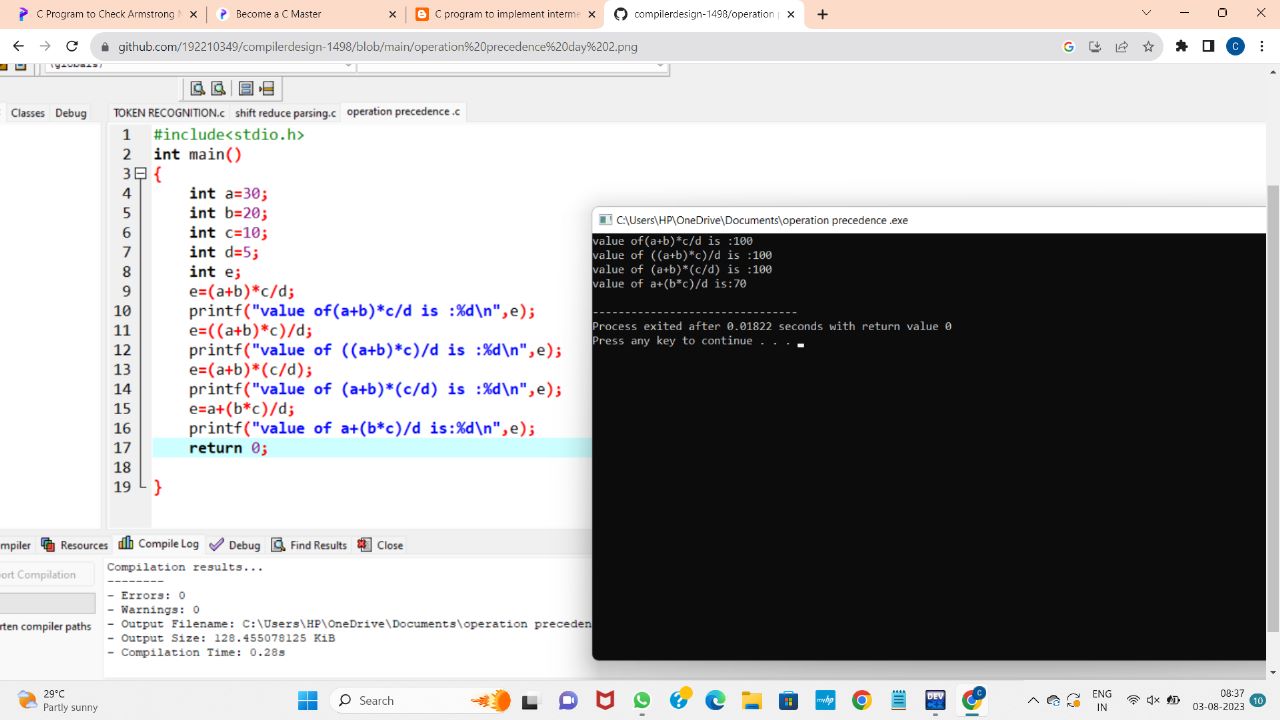 C Program to Check Armstrong N
Become a C Master
C program to implement interme
compilerdesign-1498/operation p
github.com/192210349/compilerdesign-1498/blob/main/operation%20precedence%20day%202.png
(globals)
Classes Debug
TOKEN RECOGNITION.c shift reduce parsing.c operation precedence .c
1 #include<stdio.h>
2 int main()
3 {
4 int a=30;
5 int b=20;
6 int c=10;
7 int d=5;
8 int e;
9 e=(a+b)*c/d;
10 printf("value of(a+b)*c/d is :%d\n",e);
11 e=((a+b)*c)/d;
12 printf("value of ((a+b)*c)/d is :%d\n",e);
13 e=(a+b)*(c/d);
14 printf("value of (a+b)*(c/d) is :%d\n",e);
15 e=a+(b*c)/d;
16 printf("value of a+(b*c)/d is:%d\n",e);
17 return 0;
18
19 }
C:\Users\HP\OneDrive\Documents\operation precedence .exe
value of(a+b)*c/d is :100
value of ((a+b)*c)/d is :100
value of (a+b)*(c/d) is :100
value of a+(b*c)/d is:70
--------------------------------
Process exited after 0.01822 seconds with return value 0
Press any key to continue . . .
mpiler Resources Compile Log Debug Find Results Close
ort Compilation
rten compiler paths
Compilation results...
--------
- Errors: 0
- Warnings: 0
- Output Filename: C:\Users\HP\OneDrive\Documents\operation preceden
- Output Size: 128.455078125 KiB
- Compilation Time: 0.28s
29°C
Partly sunny
Search
myhp
DEV
C
ENG
IN
08:37
03-08-2023
10